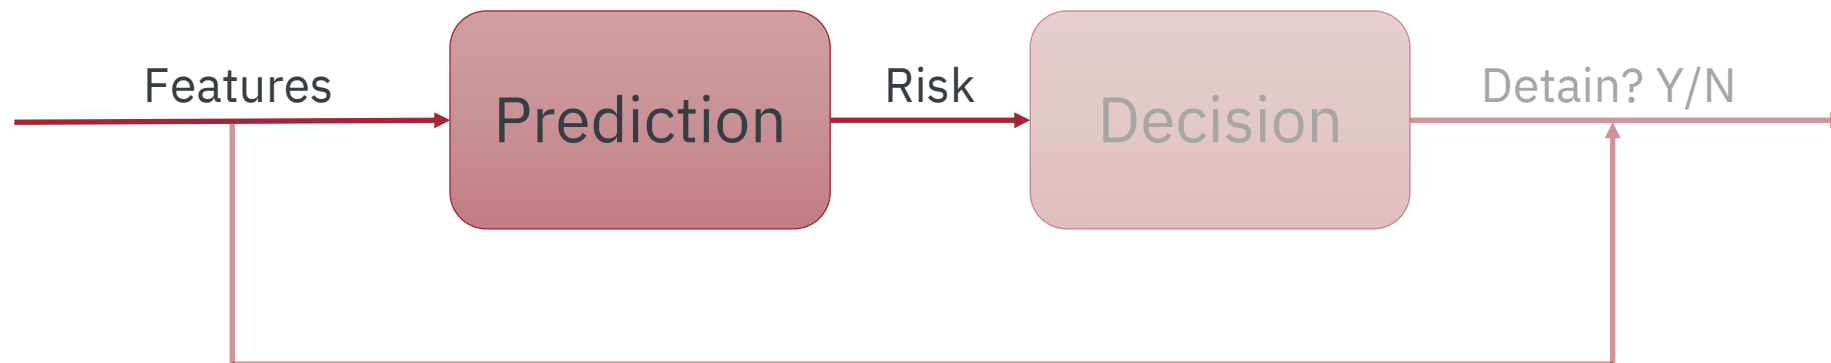 Features
Prediction
Risk
Decision
Detain? Y/N